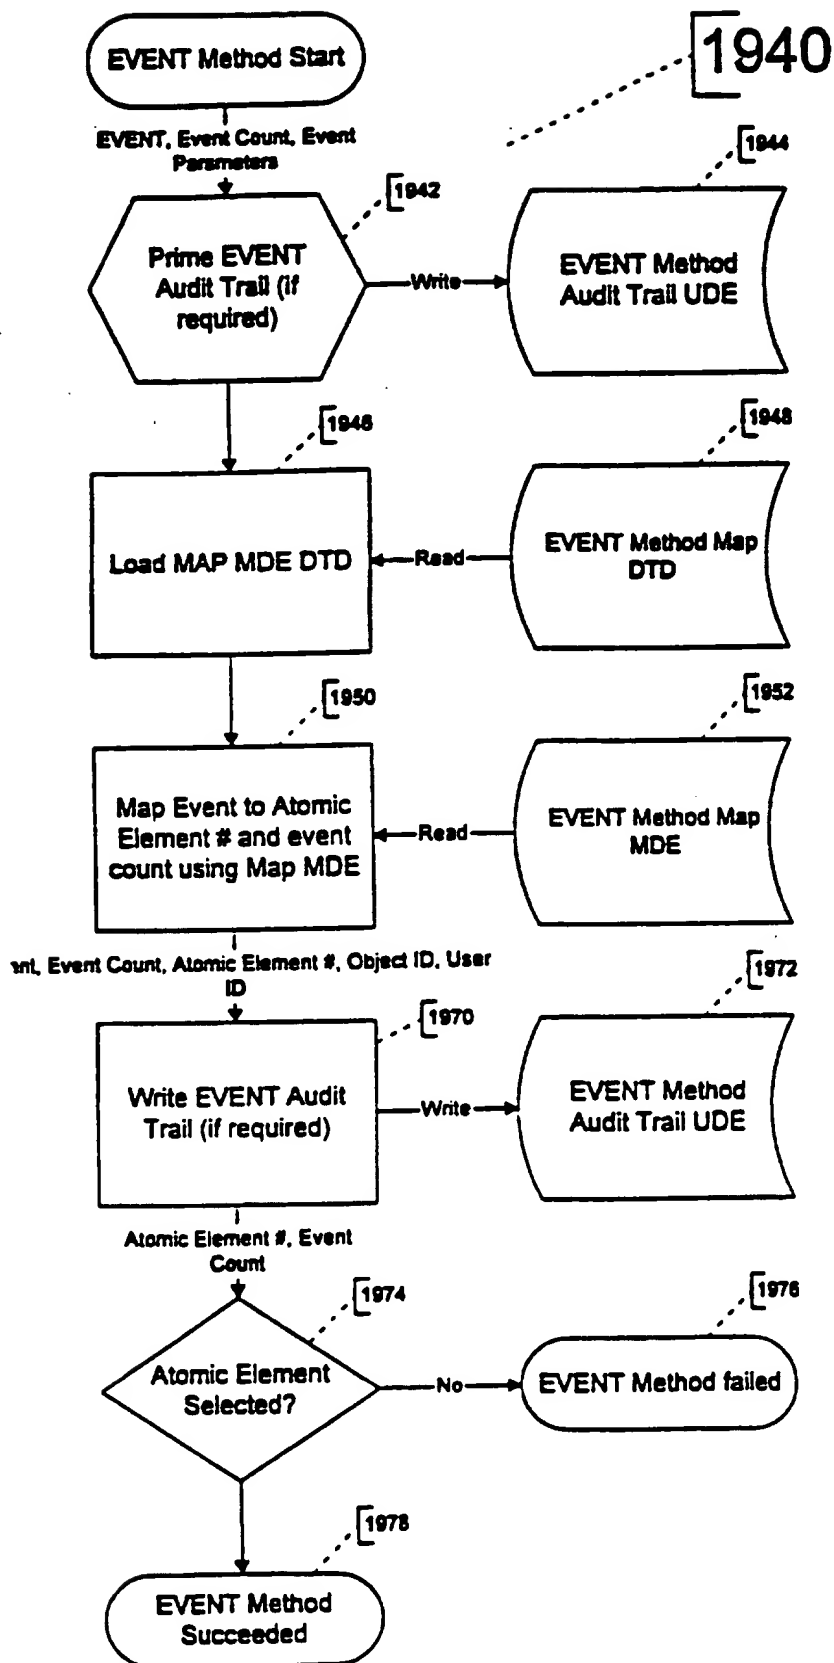 EVENT Method Start
1940
EVENT, Event Count, Event
Parameters
1944
1942
Prime EVENT
Audit Trail (if
required)
Write
EVENT Method
Audit Trail UDE
1946
1948
Load MAP MDE DTD
Read
EVENT Method Map
DTD
1950
1952
Map Event to Atomic
Element # and event
count using Map MDE
Read
EVENT Method Map
MDE
nt, Event Count, Atomic Element #, Object ID, User
ID
1972
1970
Write EVENT Audit
Trail (if required)
Write
EVENT Method
Audit Trail UDE
Atomic Element #, Event
Count
1974
1976
Atomic Element
Selected?
No
EVENT Method failed
1978
EVENT Method
Succeeded